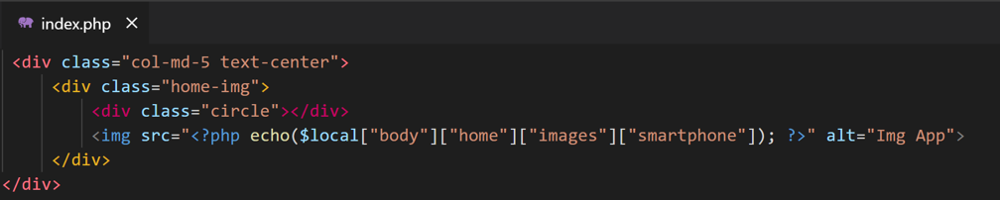 index.php ×
<div class="col-md-5 text-center">
<div class="home-img">
<div class="circle"></div>
<img src="<?php echo($local["body"]["home"]["images"]["smartphone"]); ?>" alt="Img App">
</div>
</div>